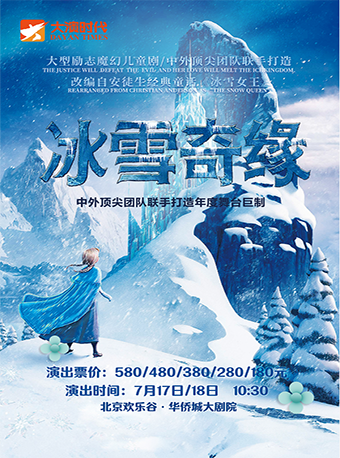 大河时代
大型励志魔幻儿童剧/中外顶尖团队联手打造
THE JUSTICE WILL DEFEAT THE EVIL AND HER LOVE WILL MELT THE ICE KINGDOM.
改编自安徒生经典童话《冰雪女王》
REARRANGED FROM CHRISTIAN ANDERSEN'S "THE SNOW QUEEN"
冰雪奇缘
中外顶尖团队联手打造年度舞台巨制
演出票价：580/480/380/280/180元
演出时间：7月17日/18日 10:30
北京欢乐谷·华侨城大剧院